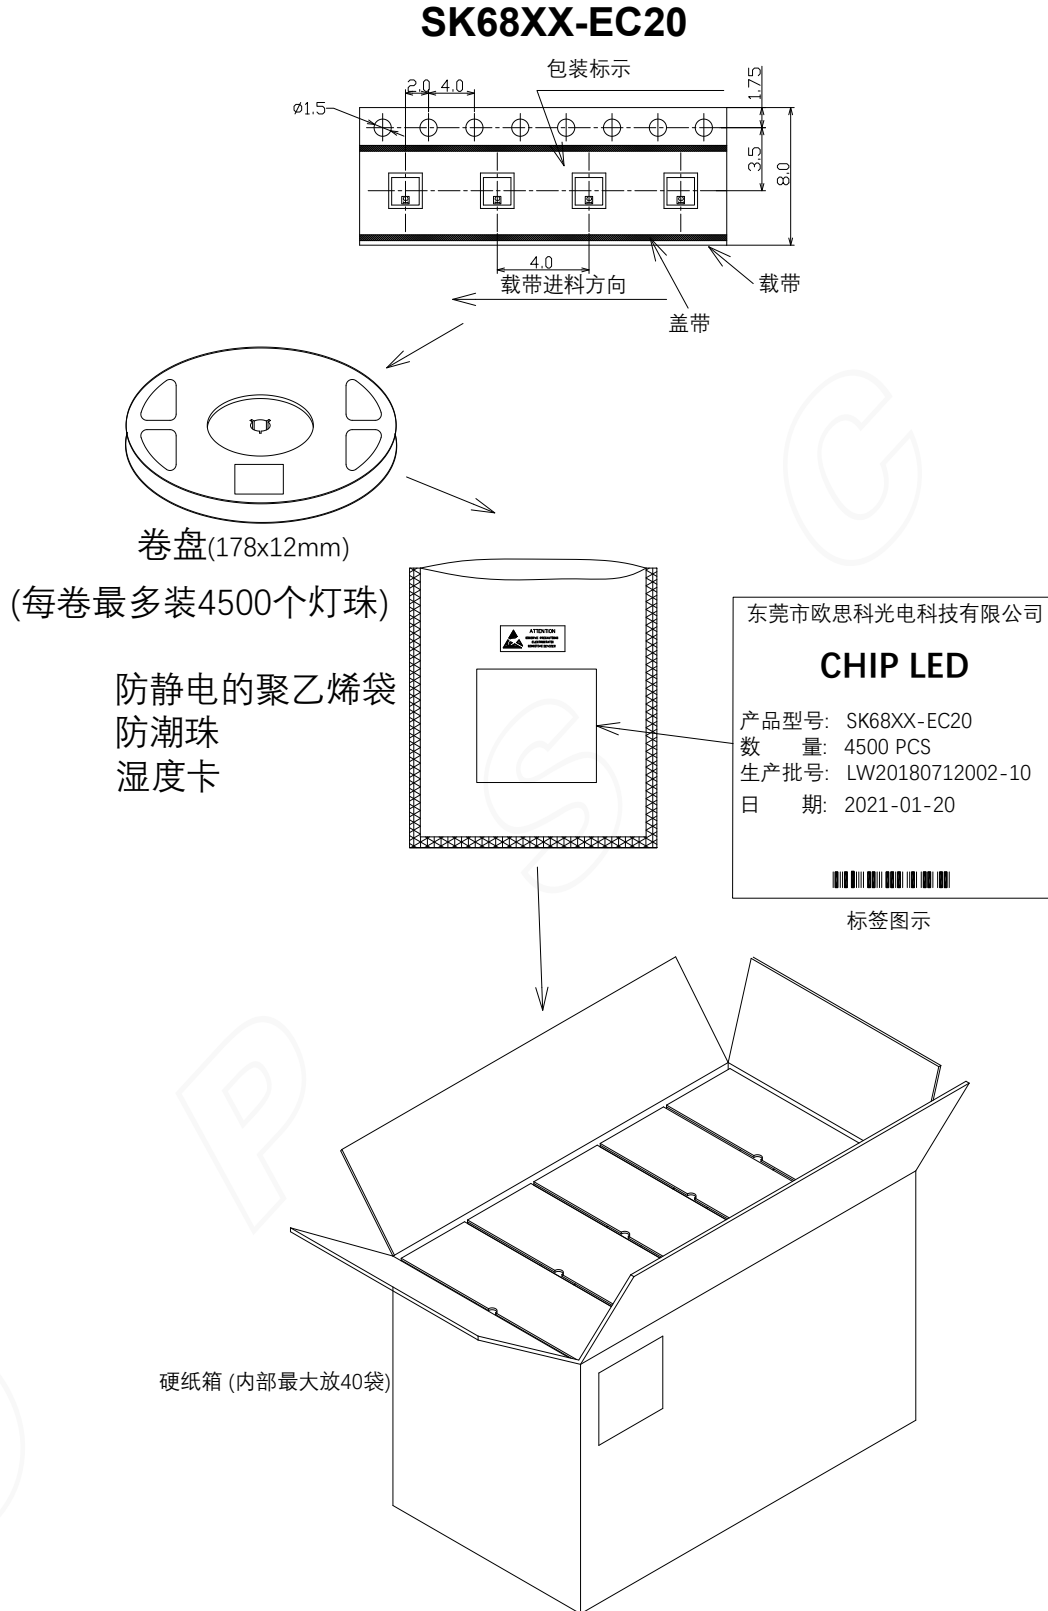 SK68XX-EC20
包装标示
2.0
4.0
1.75
ø1.5
3.5
8.0
4.0
载带进料方向
载带
盖带
卷盘(178x12mm)
(每卷最多装4500个灯珠)
ATTENTION
防静电的聚乙烯袋
防潮珠
湿度卡
东莞市欧思科光电科技有限公司
CHIP LED
产品型号: SK68XX-EC20
数 量: 4500 PCS
生产批号: LW20180712002-10
日 期: 2021-01-20
标签图示
硬纸箱 (内部最大放40袋)
O P S C